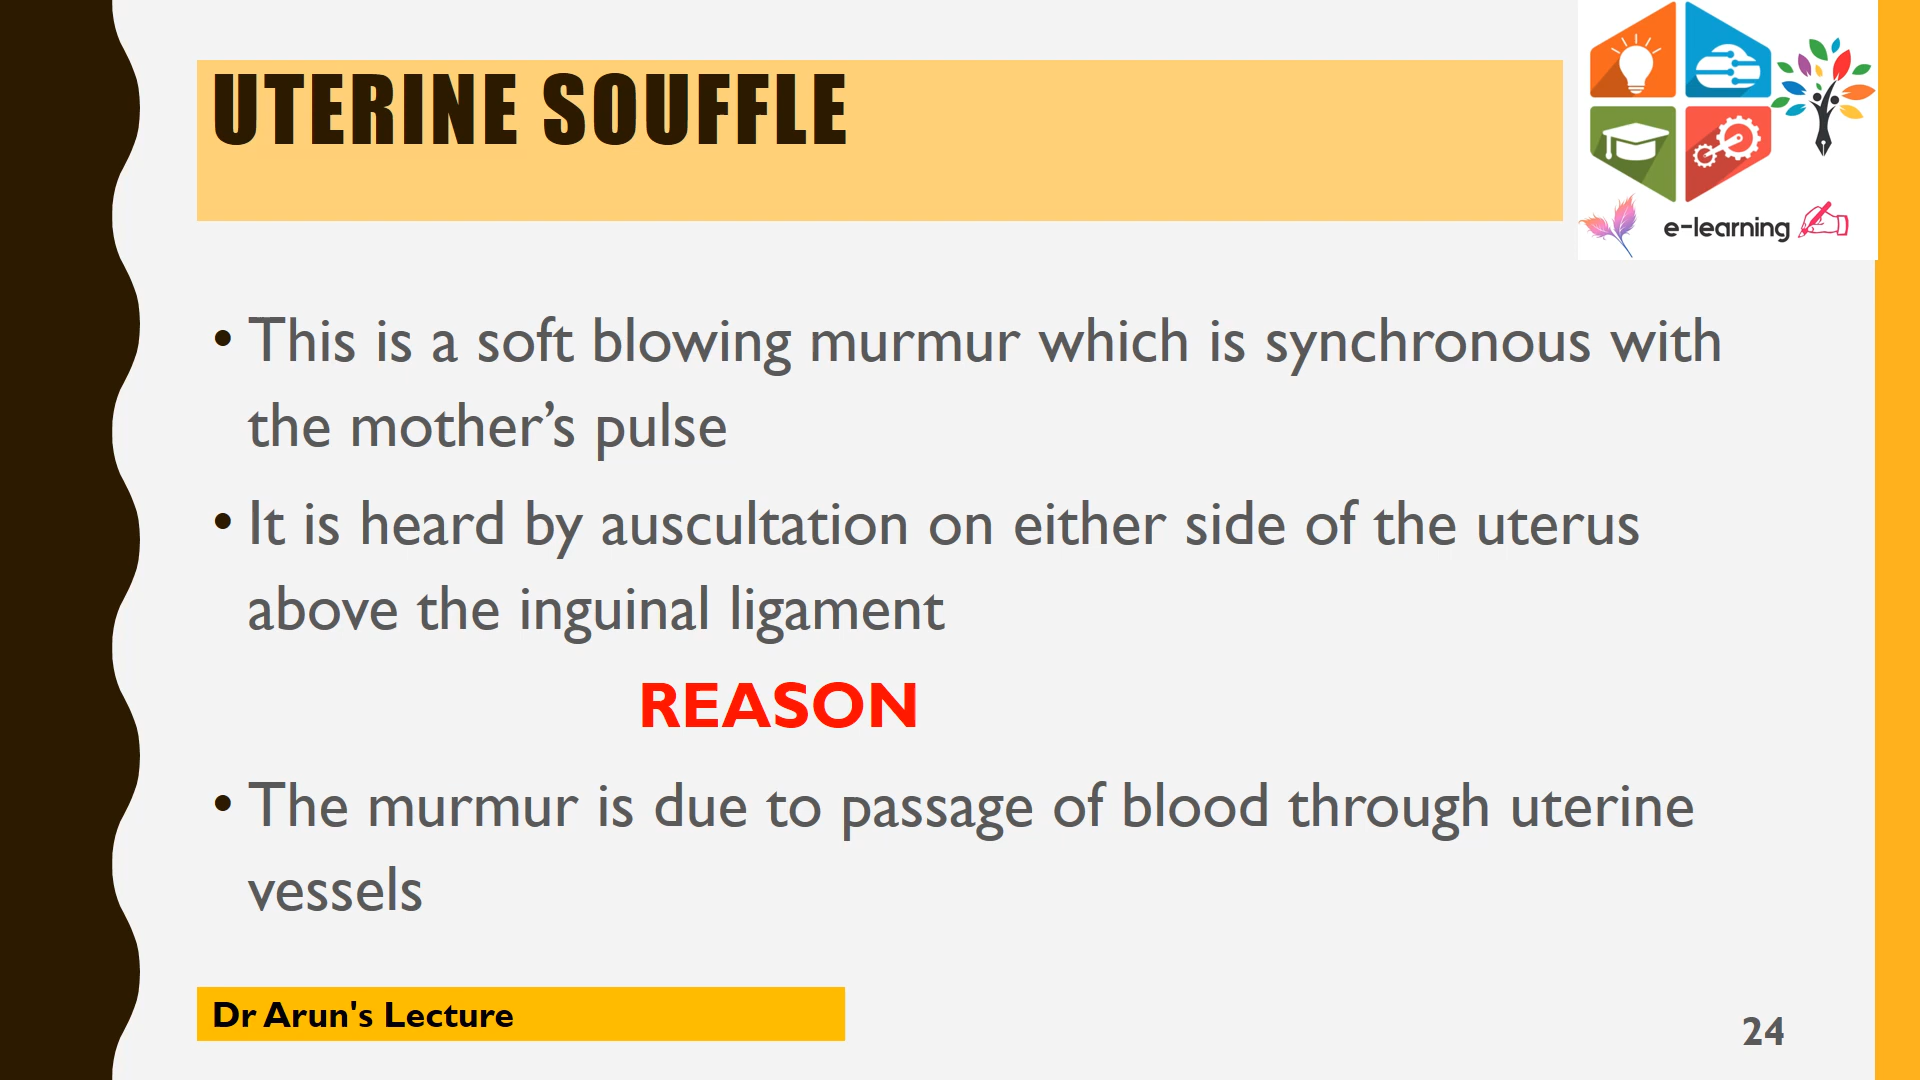 UTERINE SOUFFLE
e-learning
• This is a soft blowing murmur which is synchronous with
the mother’s pulse
• It is heard by auscultation on either side of the uterus
above the inguinal ligament
REASON
• The murmur is due to passage of blood through uterine
vessels
Dr Arun's Lecture
24